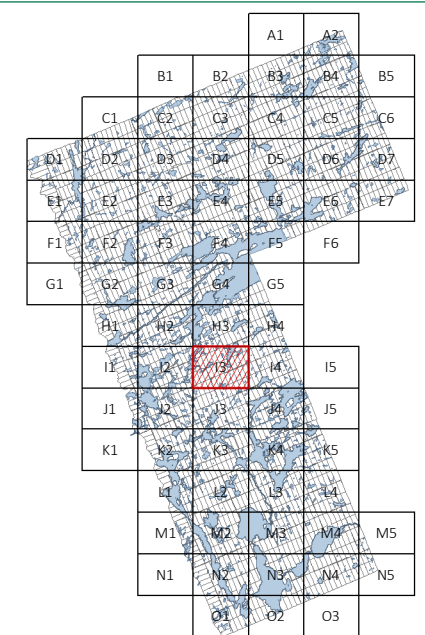 A1 A2
B1 B2 B3 B4 B5
C1 C2 C3 C4 C5 C6
D1 D2 D3 D4 D5 D6 D7
E1 E2 E3 E4 E5 E6 E7
F1 F2 F3 F4 F5 F6
G1 G2 G3 G4 G5
H1 H2 H3 H4
I1 I2 I3 I4 I5
J1 J2 J3 J4 J5
K1 K2 K3 K4 K5
L1 L2 L3 L4
M1 M2 M3 M4 M5
N1 N2 N3 N4 N5
O1 O2 O3